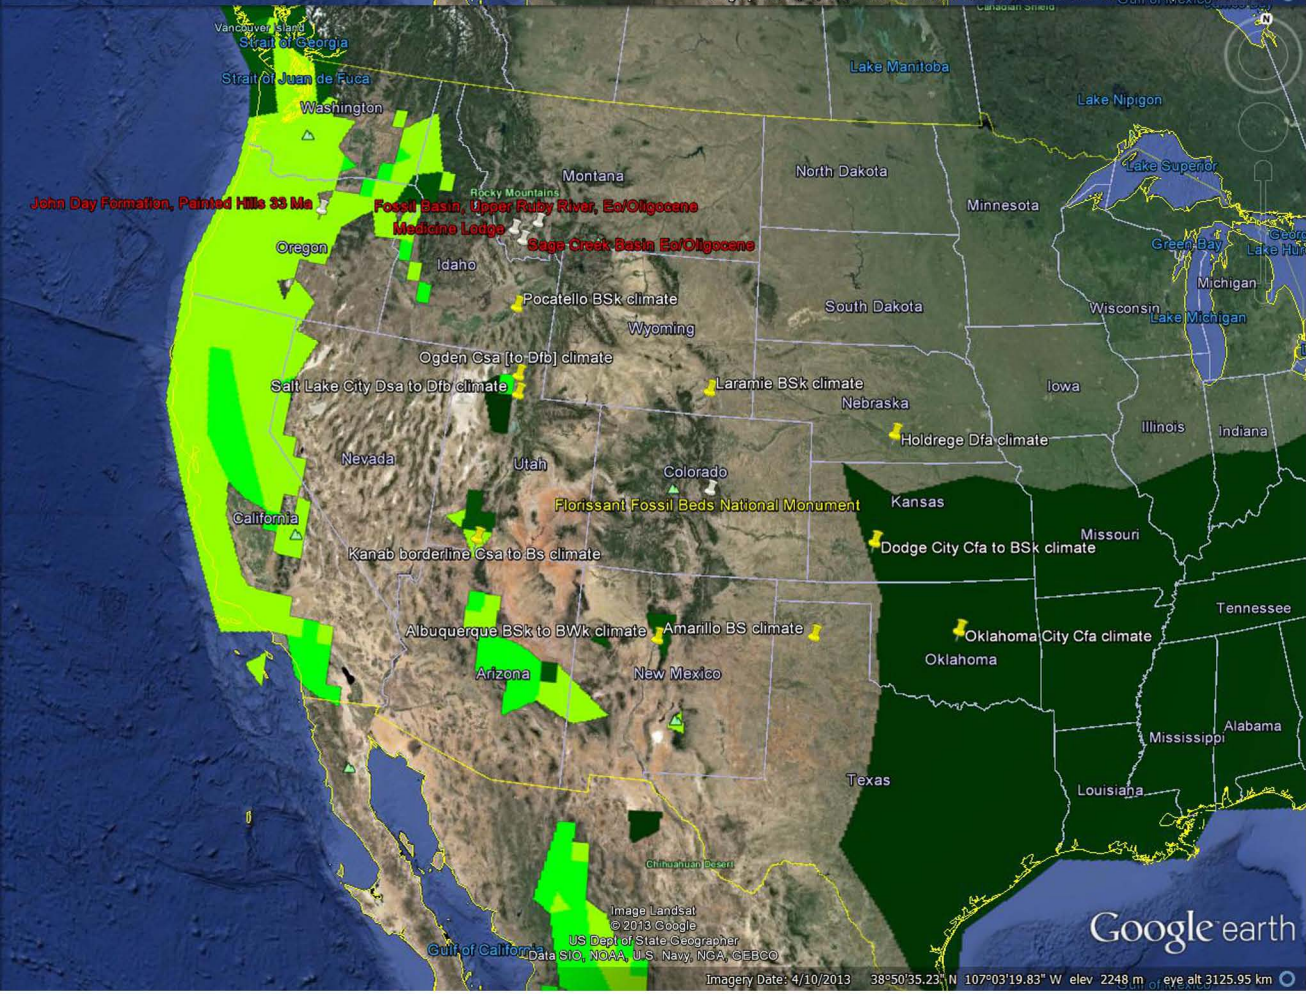 Canadian Shield
Vancouver Island
Strait of Georgia
Lake Manitoba
Strait of Juan de Fuca
Lake Nipigon
Washington
Lake Superior
Montana
North Dakota
Rocky Mountains
John Day Formation, Painted Hills 33 Ma
Fossil Basin, Upper Ruby River, Eo/Oligocene
Minnesota
Medicine Lodge
Sage Creek Basin Eo/Oligocene
Oregon
Green Bay
Idaho
Michigan
Pocatello BSk climate
South Dakota
Wisconsin
Lake Michigan
Wyoming
Ogden Csa [to Dfb] climate
Salt Lake City Dsa to Dfb climate
Laramie BSk climate
Iowa
Nebraska
Illinois
Indiana
Holdrege Dfa climate
Nevada
Utah
Colorado
Florissant Fossil Beds National Monument
Kansas
California
Missouri
Kanab borderline Csa to Bs climate
Dodge City Cfa to BSk climate
Tennessee
Albuquerque BSk to BWk climate
Amarillo BS climate
Oklahoma City Cfa climate
Oklahoma
Arizona
New Mexico
Alabama
Mississippi
Texas
Louisiana
Chihuahuan Desert
Image Landsat
© 2013 Google
US Dept of State Geographer
Data SIO, NOAA, U.S. Navy, NGA, GEBCO
Gulf of California
Google earth
Imagery Date: 4/10/2013 38°50'35.23" N 107°03'19.83" W elev 2248 m eye alt 3125.95 km
N